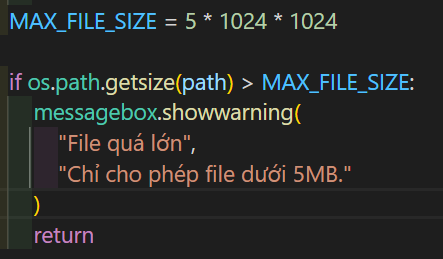 MAX_FILE_SIZE = 5 * 1024 * 1024
if os.path.getsize(path) > MAX_FILE_SIZE:
messagebox.showwarning(
"File quá lớn",
"Chỉ cho phép file dưới 5MB."
)
return